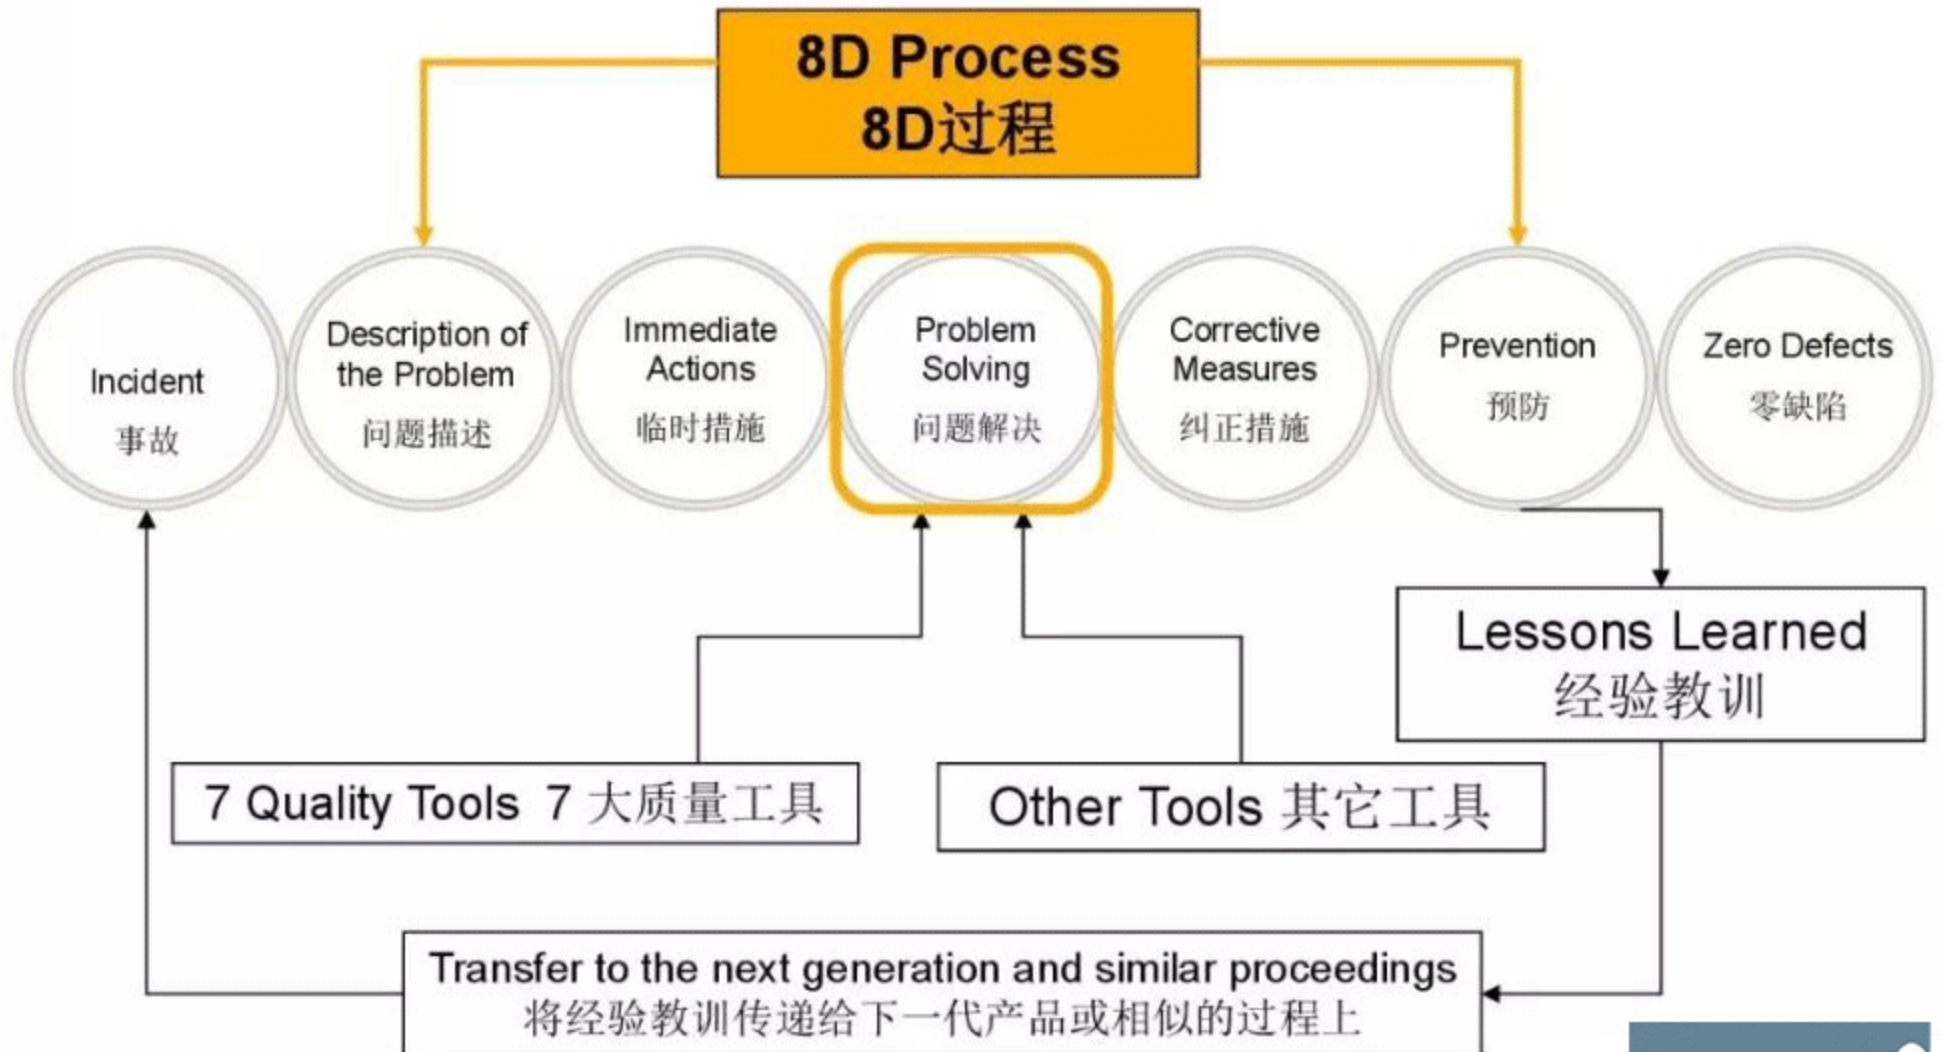 8D Process
8D过程
Incident
事故
Description of
the Problem
问题描述
Immediate
Actions
临时措施
Problem
Solving
问题解决
Corrective
Measures
纠正措施
Prevention
预防
Zero Defects
零缺陷
Lessons Learned
经验教训
7 Quality Tools 7 大质量工具
Other Tools 其它工具
Transfer to the next generation and similar proceedings
将经验教训传递给下一代产品或相似的过程上